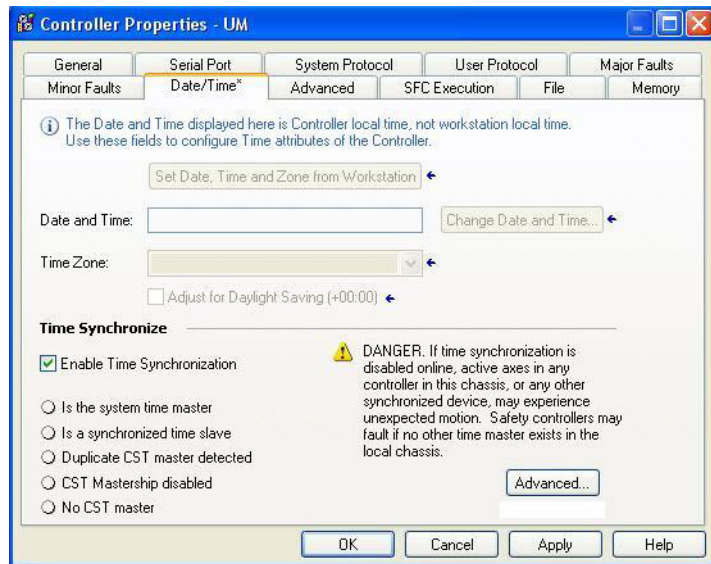 Controller Properties - UM
General Serial Port System Protocol User Protocol Major Faults
Minor Faults Date/Time* Advanced SFC Execution File Memory
The Date and Time displayed here is Controller local time, not workstation local time.
Use these fields to configure Time attributes of the Controller.
Set Date, Time and Zone from Workstation
Date and Time: Change Date and Time...
Time Zone:
Adjust for Daylight Saving (+00:00)
Time Synchronize
Enable Time Synchronization
Is the system time master
Is a synchronized time slave
Duplicate CST master detected
CST Mastership disabled
No CST master
DANGER. If time synchronization is
disabled online, active axes in any
controller in this chassis, or any other
synchronized device, may experience
unexpected motion. Safety controllers may
fault if no other time master exists in the
local chassis.
Advanced...
OK Cancel Apply Help